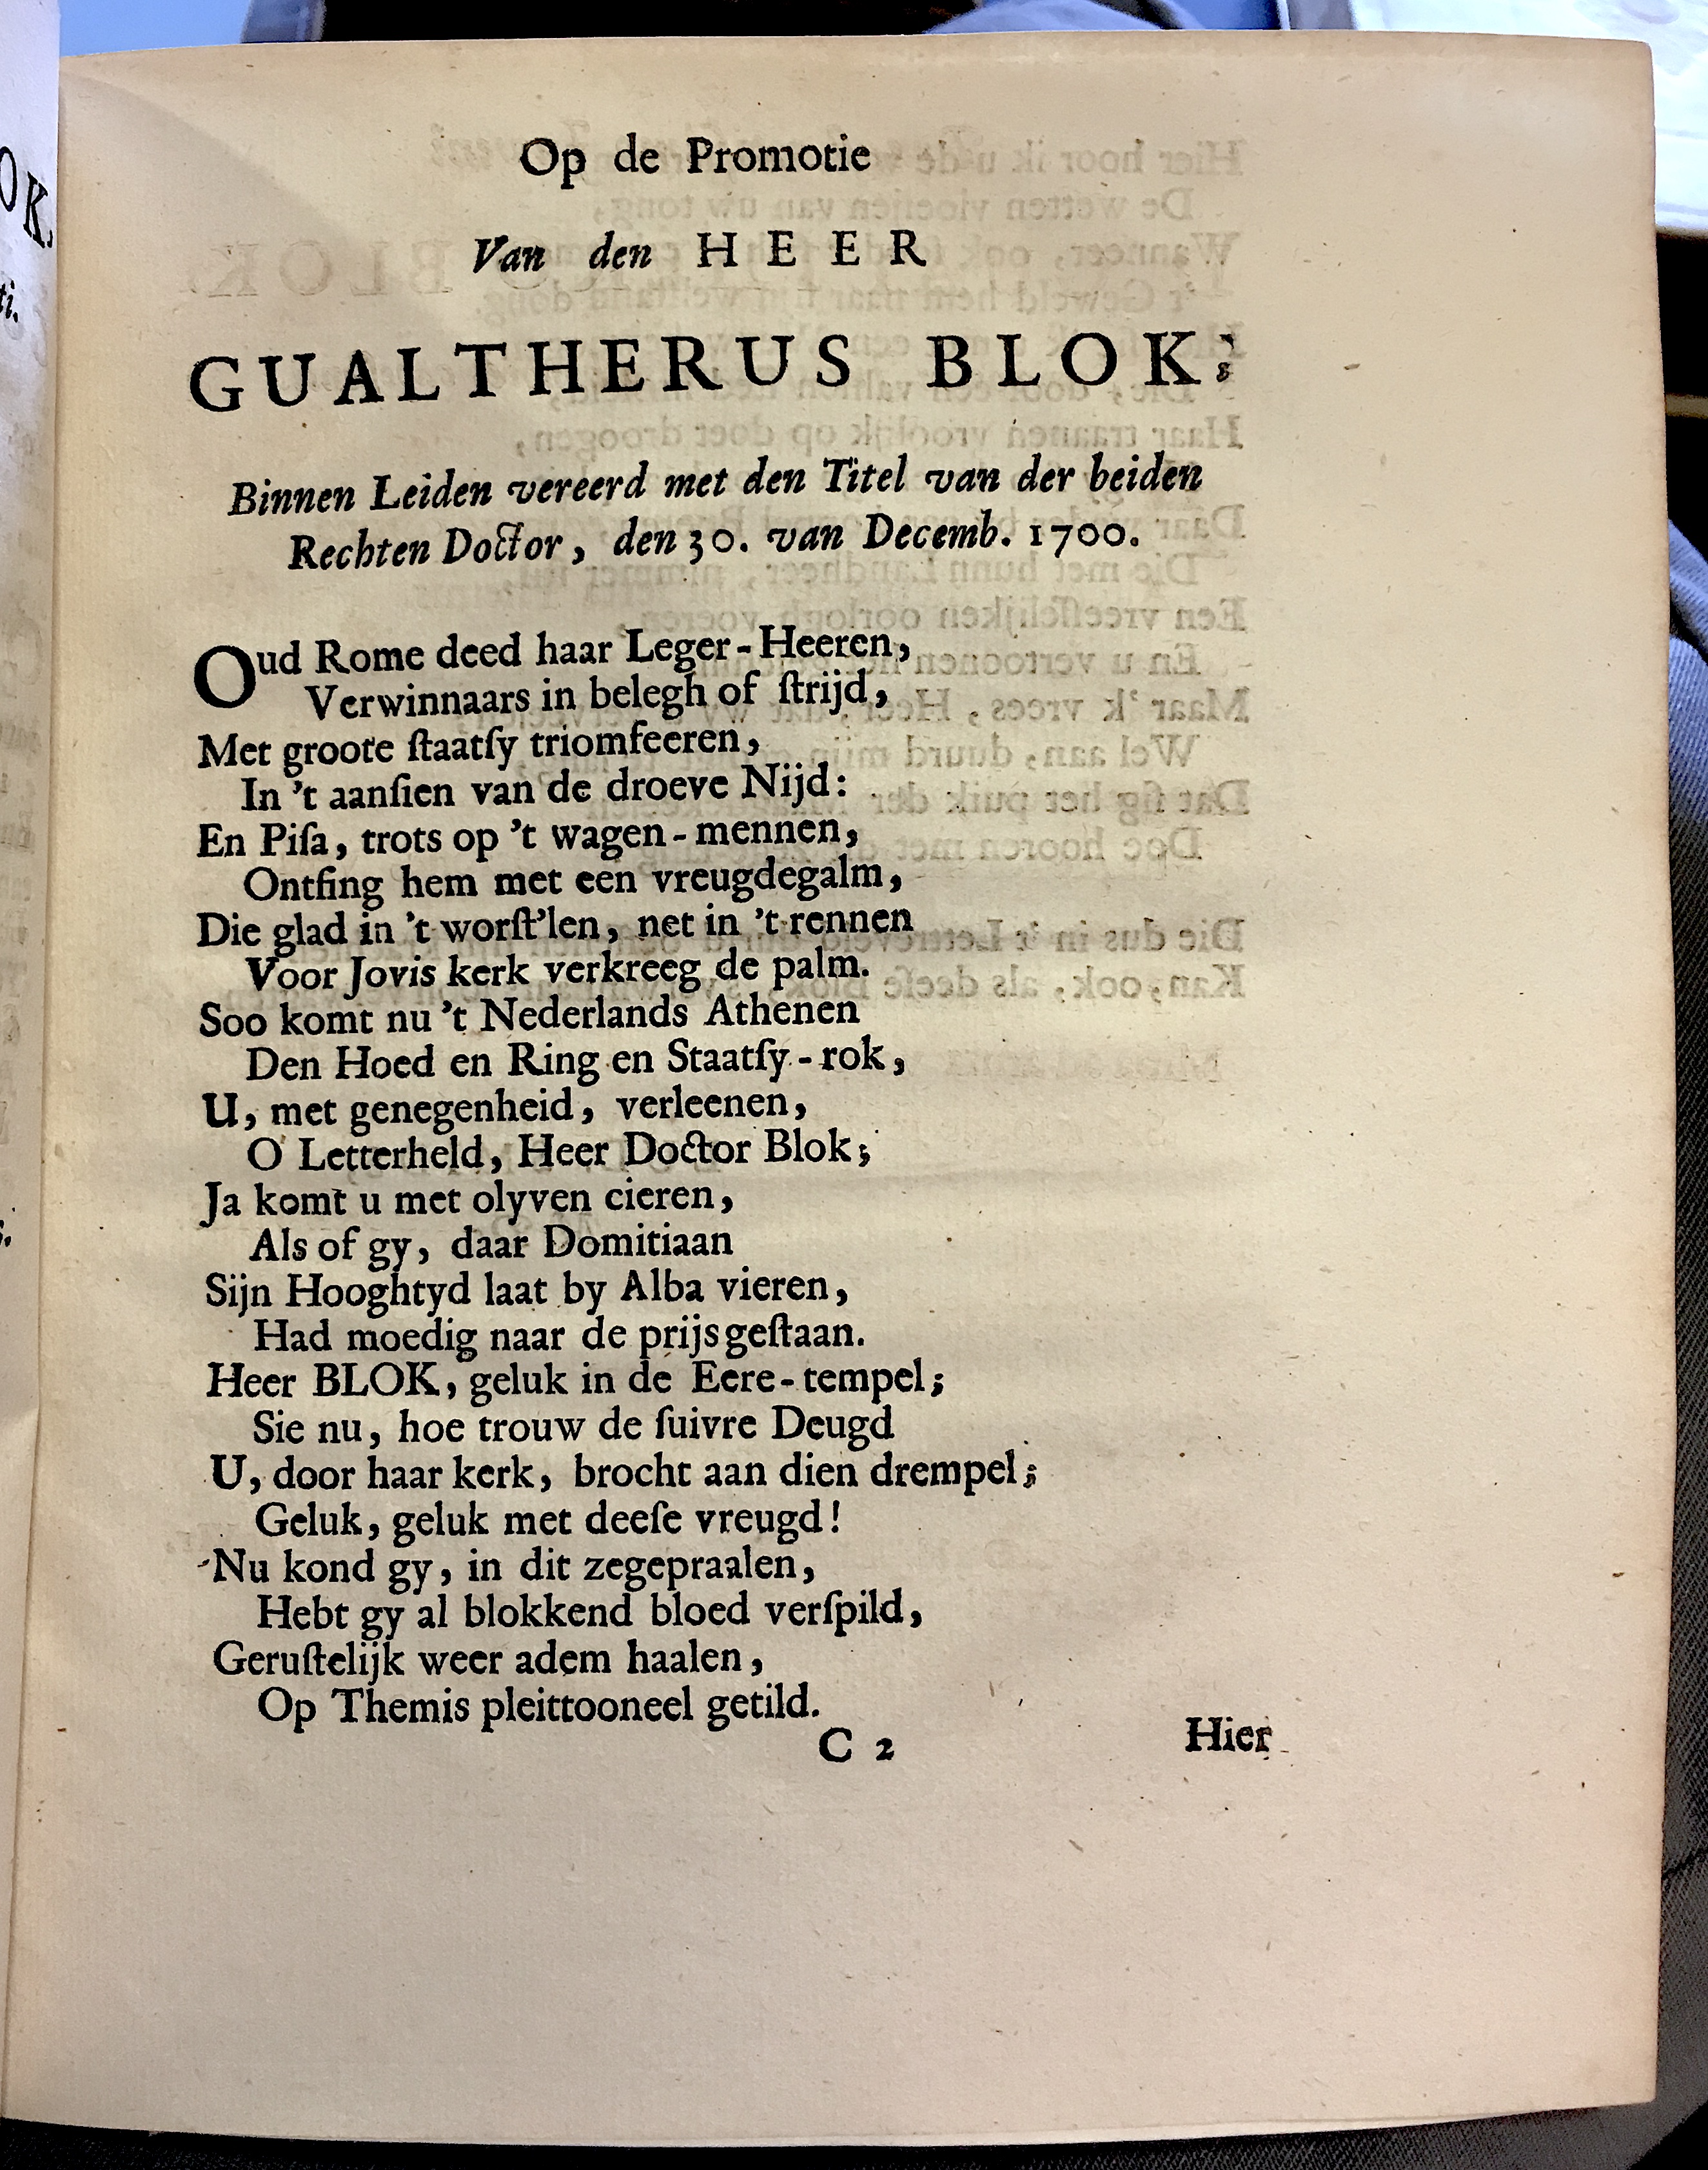 Op de Promotie
Van den HEER
GUALTHERUS BLOK;
Binnen Leiden vereerd met den Titel van der beiden
Rechten Doctor, den 30. van Decemb. 1700.
Oud Rome deed haar Leger-Heeren,
Verwinnaars in belegh of ſtrijd,
Met groote ſtaatſy triomfeeren,
In 't aanſien van de droeve Nijd:
En Piſa, trots op 't wagen-mennen,
Ontfing hem met een vreugdegalm,
Die glad in 't worſt'len, net in 't rennen
Voor Jovis kerk verkreeg de palm.
Soo komt nu 't Nederlands Athenen
Den Hoed en Ring en Staatſy-rok,
U, met genegenheid, verleenen,
O Letterheld, Heer Doctor Blok;
Ja komt u met olyven cieren,
Als of gy, daar Domitiaan
Sijn Hooghtyd laat by Alba vieren,
Had moedig naar de prijs geſtaan.
Heer BLOK, geluk in de Eere-tempel;
Sie nu, hoe trouw de ſuivre Deugd
U, door haar kerk, brocht aan dien drempel;
Geluk, geluk met deeſe vreugd!
Nu kond gy, in dit zegepraalen,
Hebt gy al blokkend bloed verſpild,
Geruſtelijk weer adem haalen,
Op Themis pleittooneel getild.
C 2
Hier